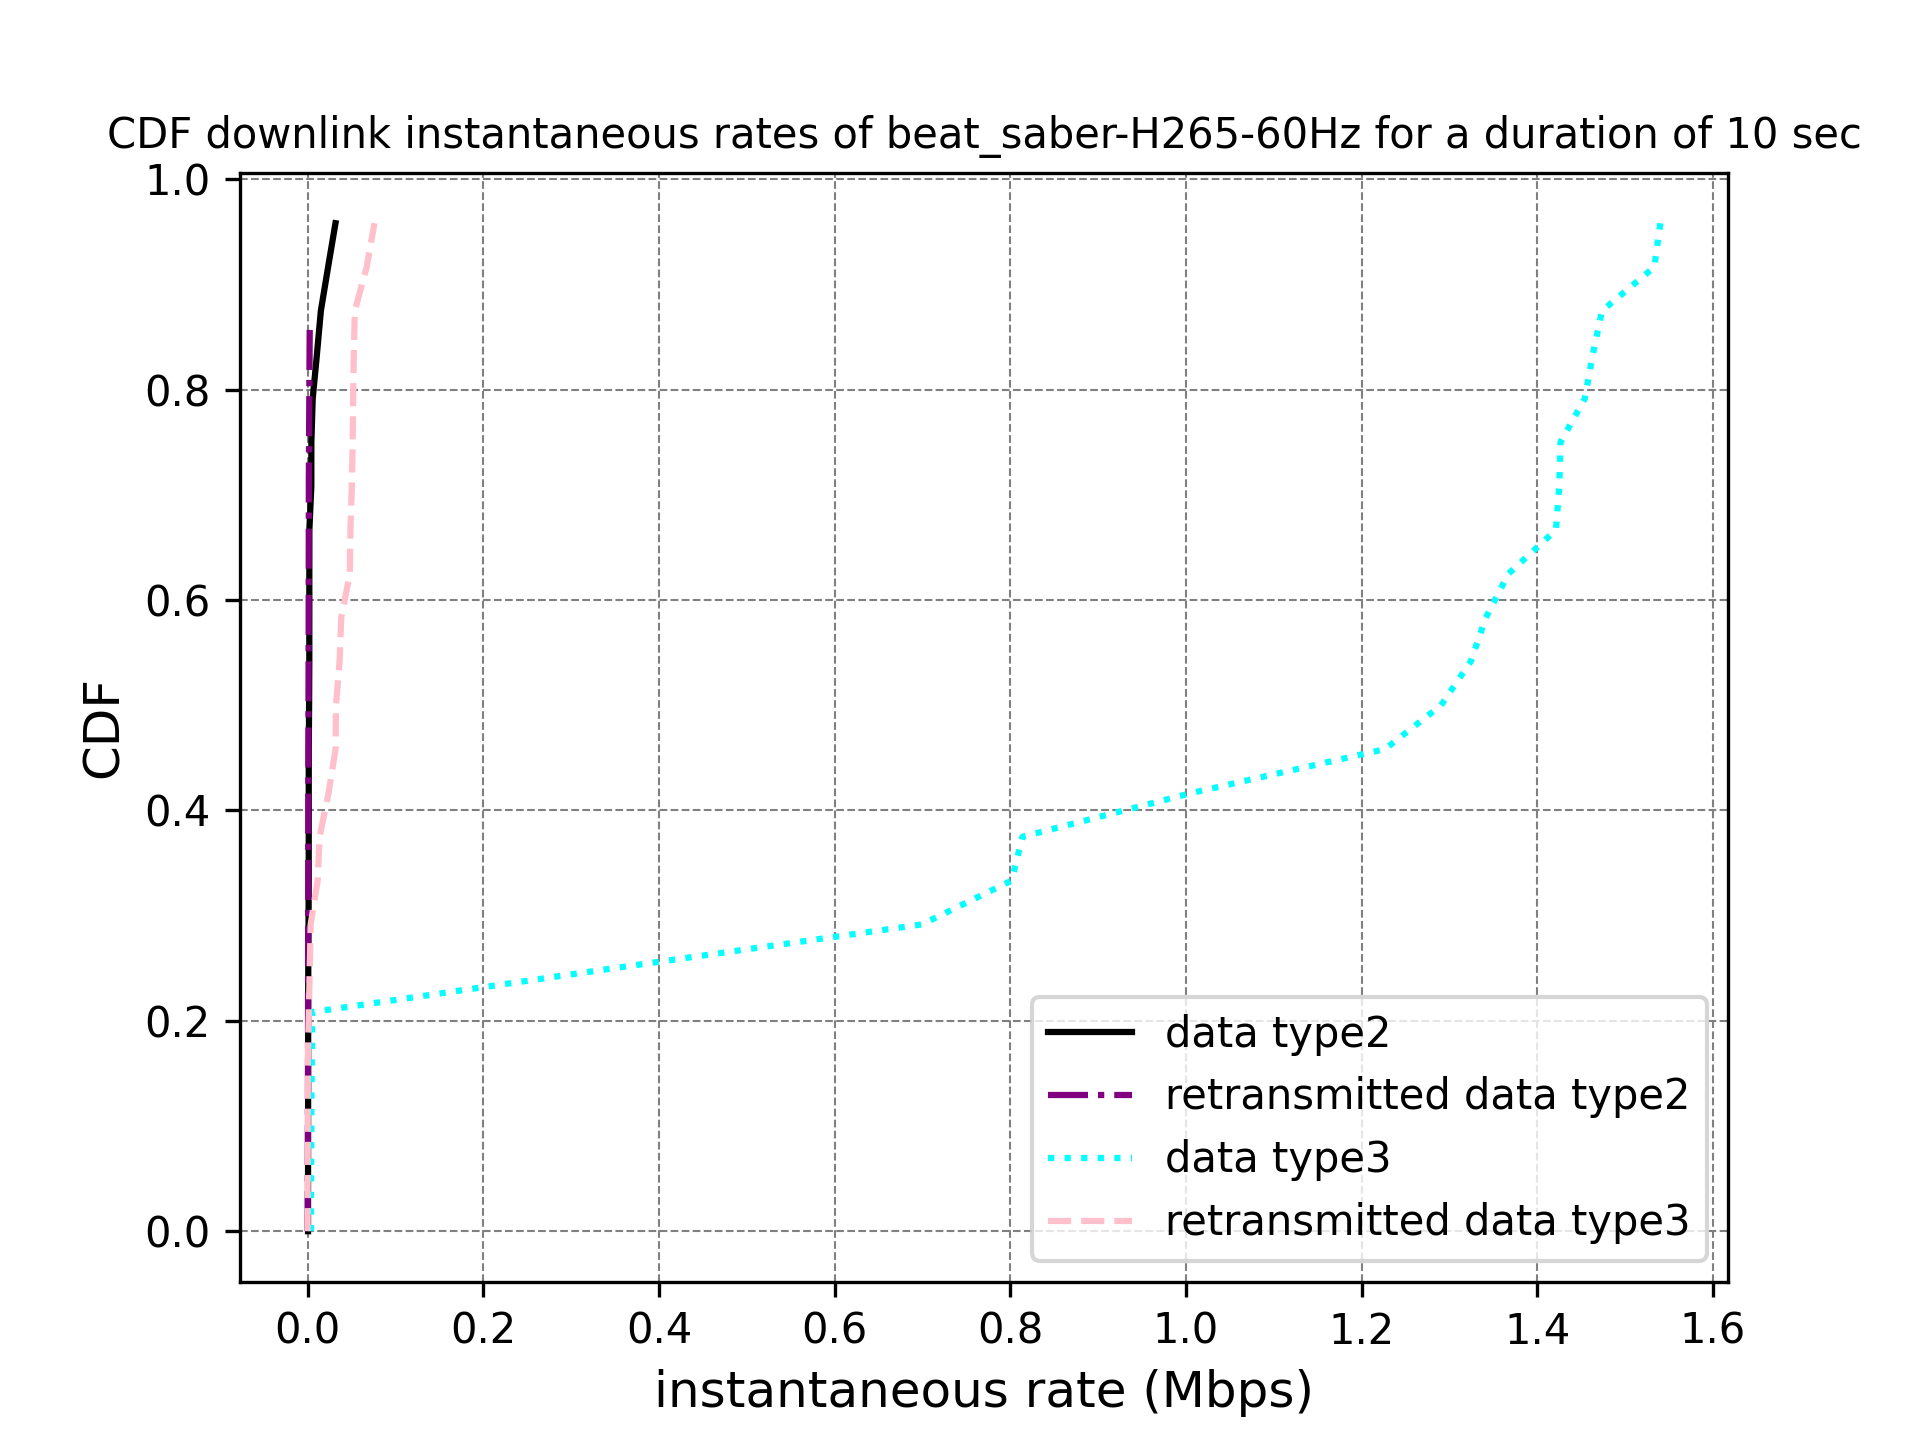 CDF downlink instantaneous rates of beat_saber-H265-60Hz for a duration of 10 sec
1.0
0.8
0.6
0.4
0.2
0.0
CDF
data type2
retransmitted data type2
data type3
retransmitted data type3
0.0 0.2 0.4 0.6 0.8 1.0 1.2 1.4 1.6
instantaneous rate (Mbps)